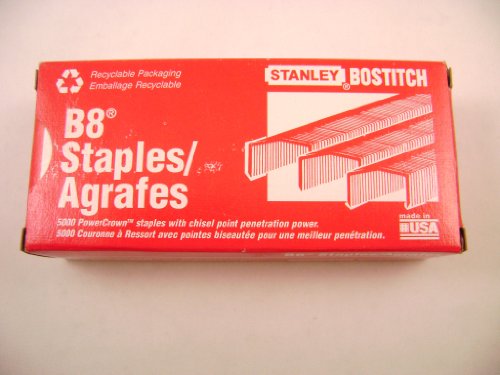 Recyclable Packaging
Emballage Recyclable
STANLEY® BOSTITCH
B8®
Staples/
Agrafes
5000 PowerCrown™ staples with chisel point penetration power.
5000 Couronne à Ressort avec pointes biseautée pour une meilleur penétration.
made in
USA